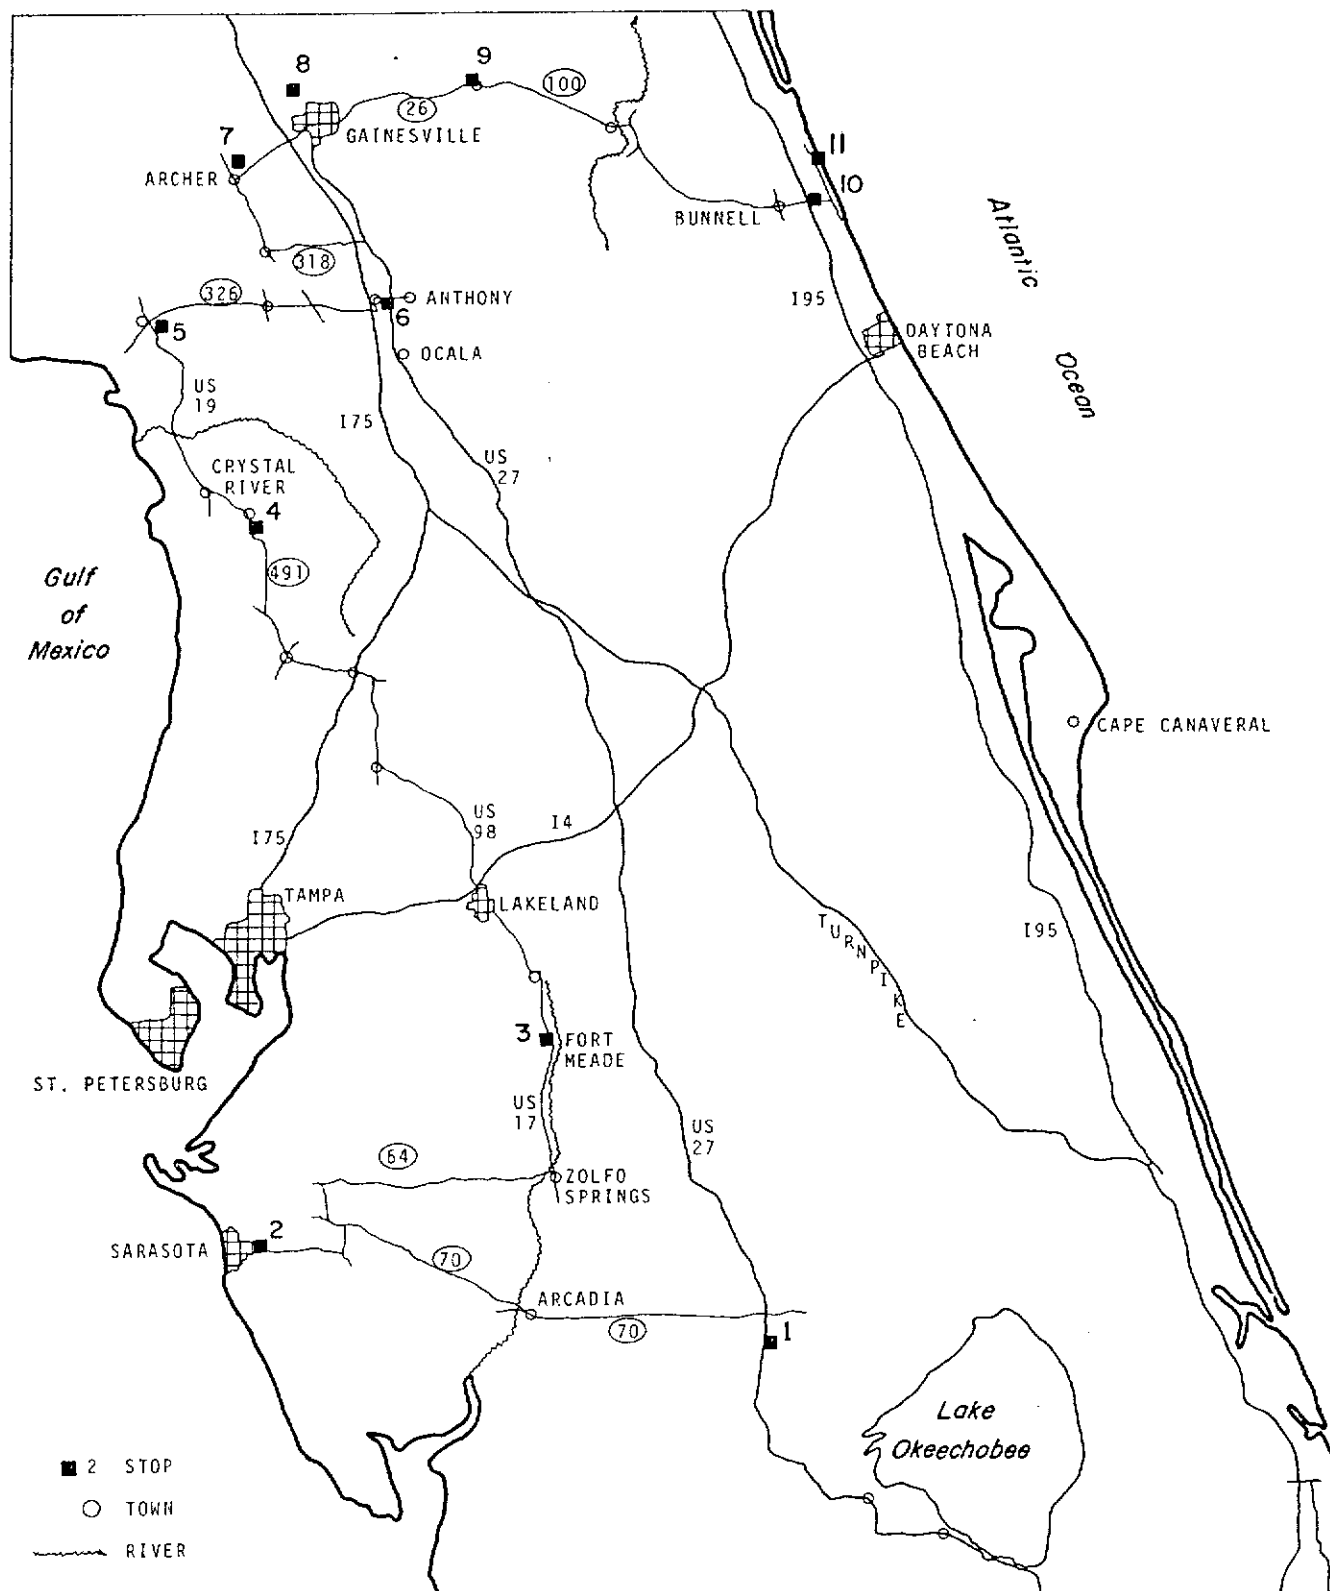 8
9
100
26
GAINESVILLE
7
ARCHER
11
10
BUNNELL
318
Atlantic
Ocean
326
ANTHONY
6
I95
5
OCALA
DAYTONA
BEACH
US
19
I75
US
27
CRYSTAL
RIVER
4
491
Gulf
of
Mexico
CAPE CANAVERAL
US
98
I4
I75
TAMPA
LAKELAND
TURNPIKE
I95
3
FORT
MEADE
ST. PETERSBURG
US
17
US
27
64
ZOLFO
SPRINGS
2
SARASOTA
70
ARCADIA
70
1
Lake
Okeechobee
2 STOP
TOWN
RIVER